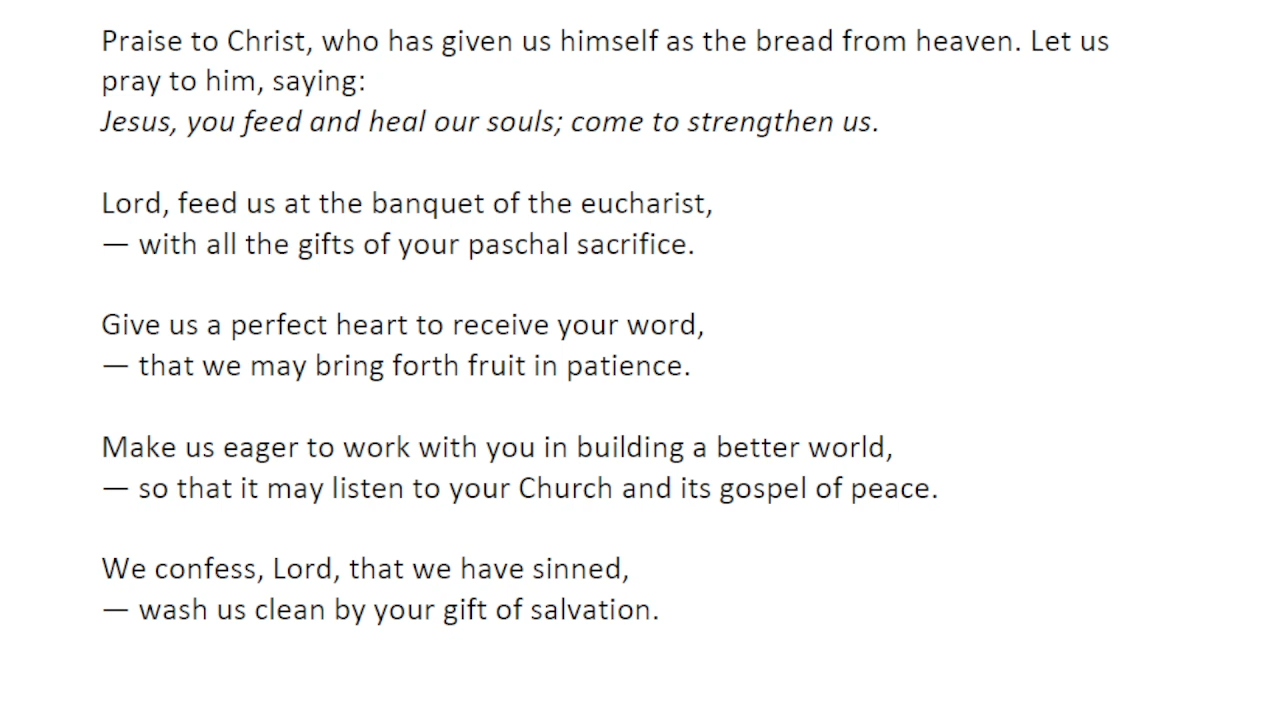 Praise to Christ, who has given us himself as the bread from heaven. Let us
pray to him, saying:
Jesus, you feed and heal our souls; come to strengthen us.
Lord, feed us at the banquet of the eucharist,
— with all the gifts of your paschal sacrifice.
Give us a perfect heart to receive your word,
— that we may bring forth fruit in patience.
Make us eager to work with you in building a better world,
— so that it may listen to your Church and its gospel of peace.
We confess, Lord, that we have sinned,
— wash us clean by your gift of salvation.